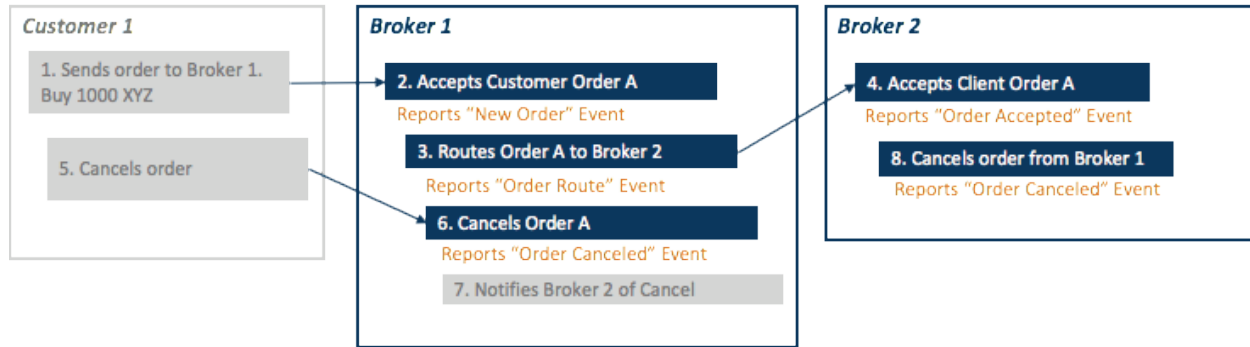 Customer 1
1. Sends order to Broker 1.
Buy 1000 XYZ
5. Cancels order
Broker 1
2. Accepts Customer Order A
Reports “New Order” Event
3. Routes Order A to Broker 2
Reports “Order Route” Event
6. Cancels Order A
Reports “Order Canceled” Event
7. Notifies Broker 2 of Cancel
Broker 2
4. Accepts Client Order A
Reports “Order Accepted” Event
8. Cancels order from Broker 1
Reports “Order Canceled” Event